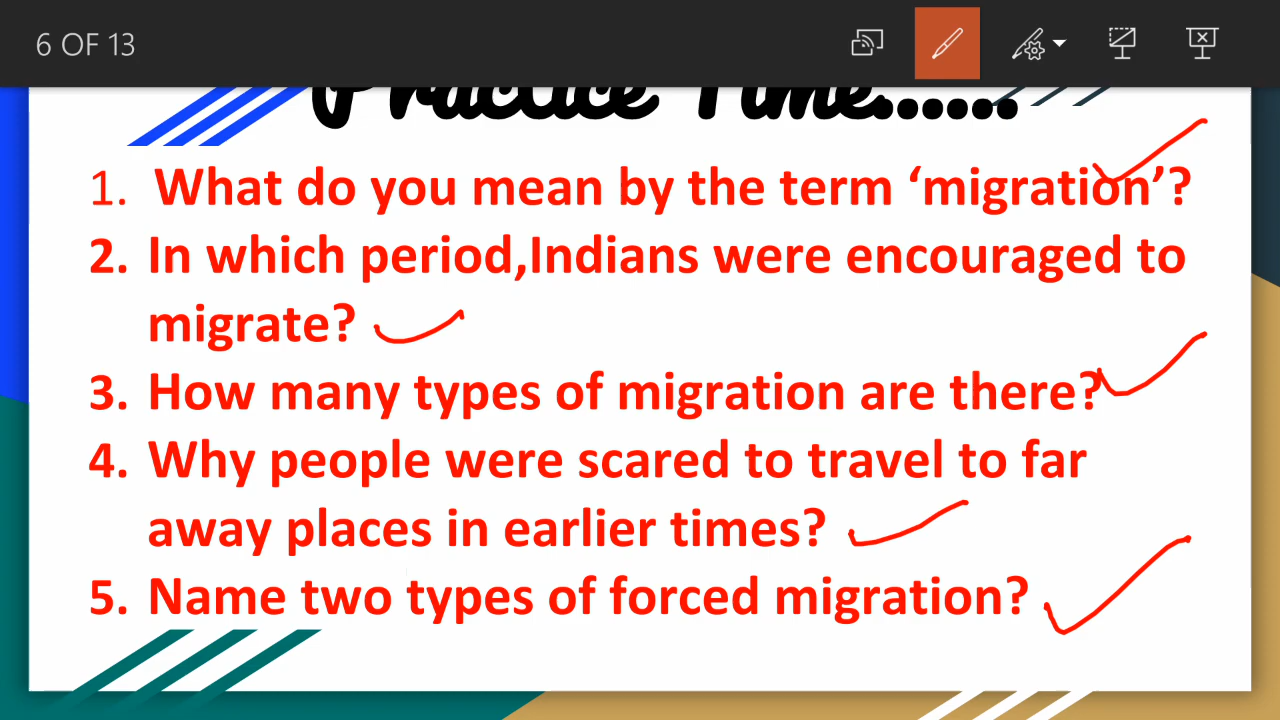 6 OF 13
Practice Time......
1. What do you mean by the term ‘migration’?
2. In which period,Indians were encouraged to
migrate?
3. How many types of migration are there?
4. Why people were scared to travel to far
away places in earlier times?
5. Name two types of forced migration?